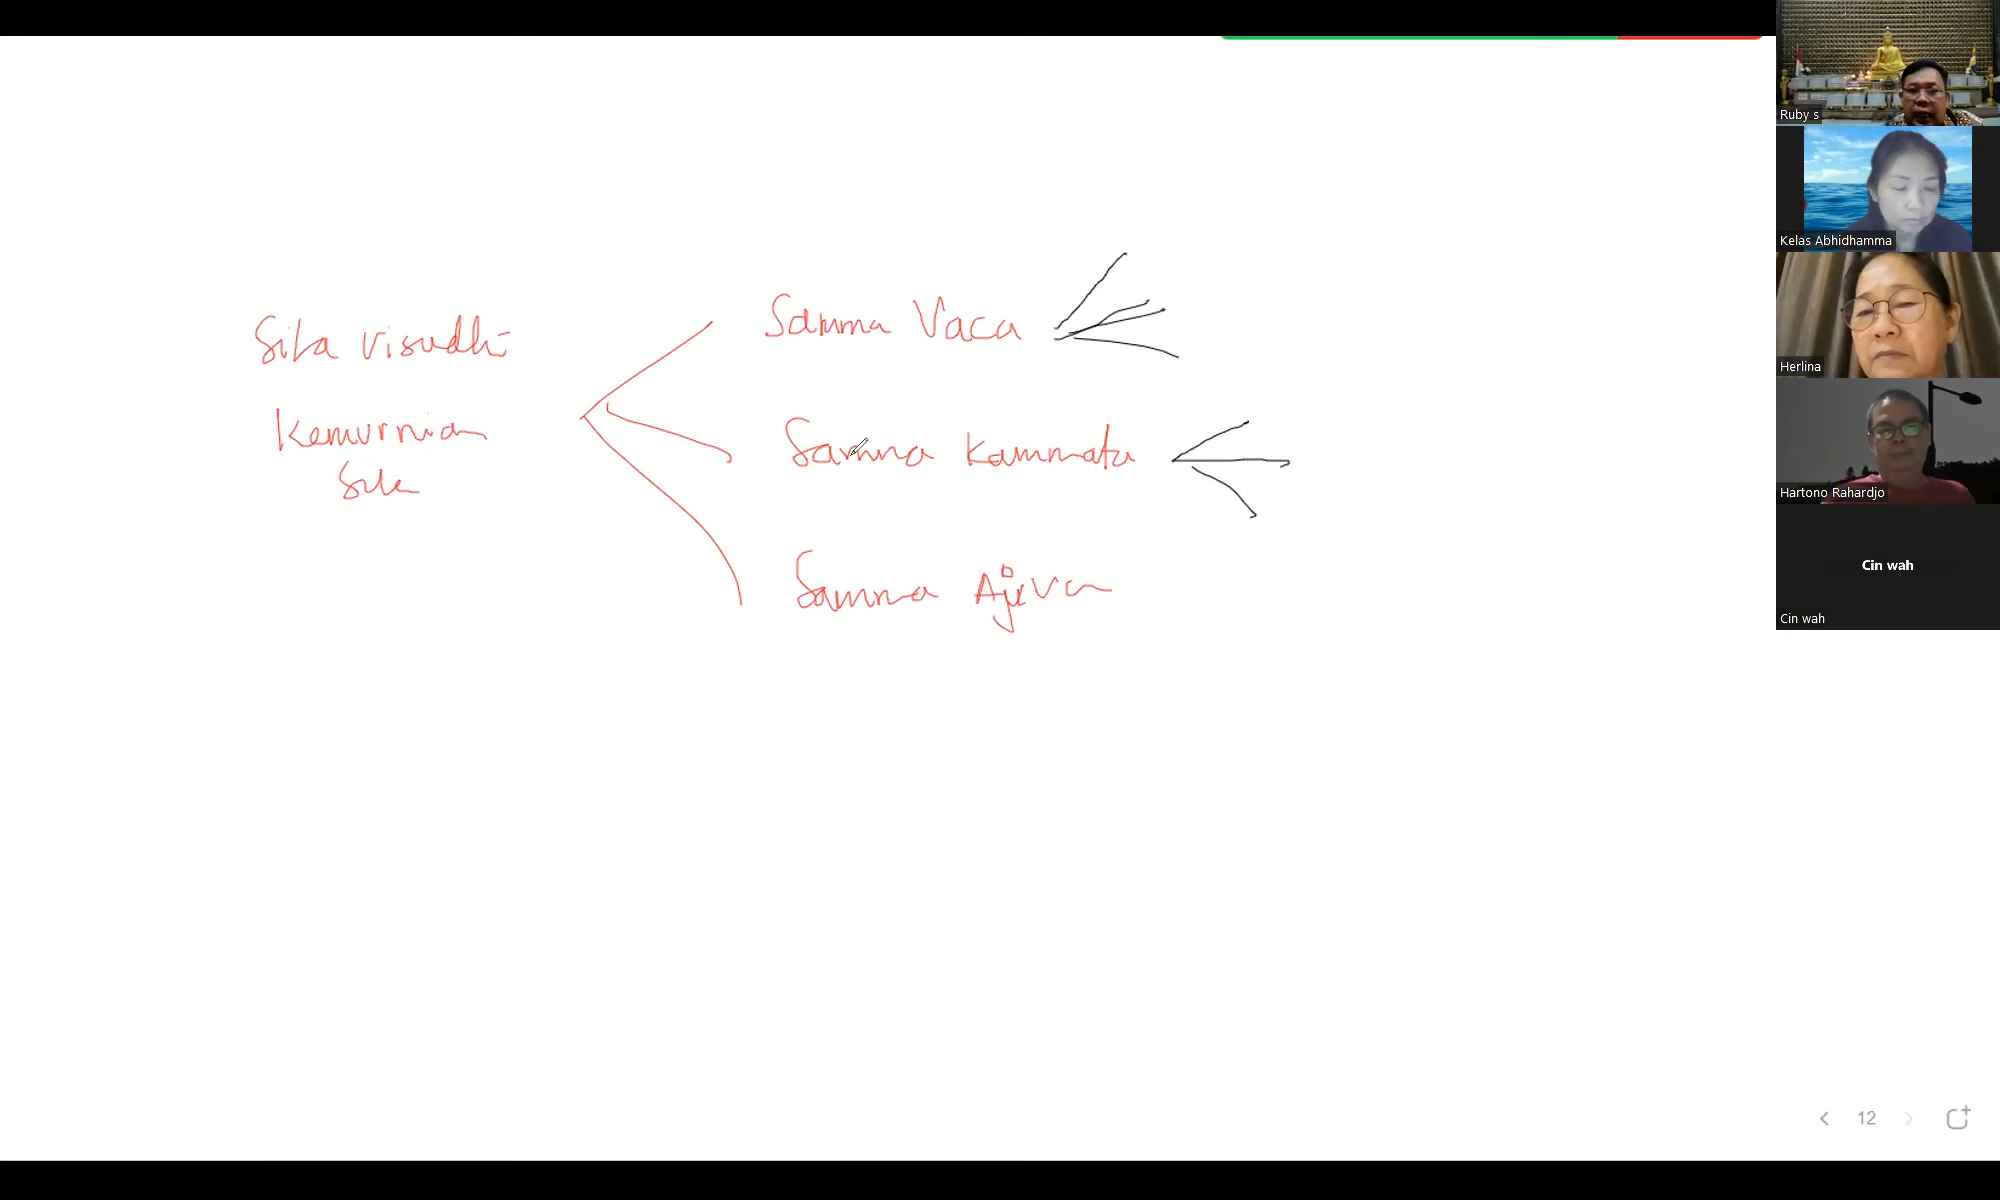 Sila Visudhi
Kemurnian
Sila
Samma Vaca
Samma Kammata
Samma Ajiva
Ruby s
Kelas Abhidhamma
Herlina
Hartono Rahardjo
Cin wah
Cin wah
12